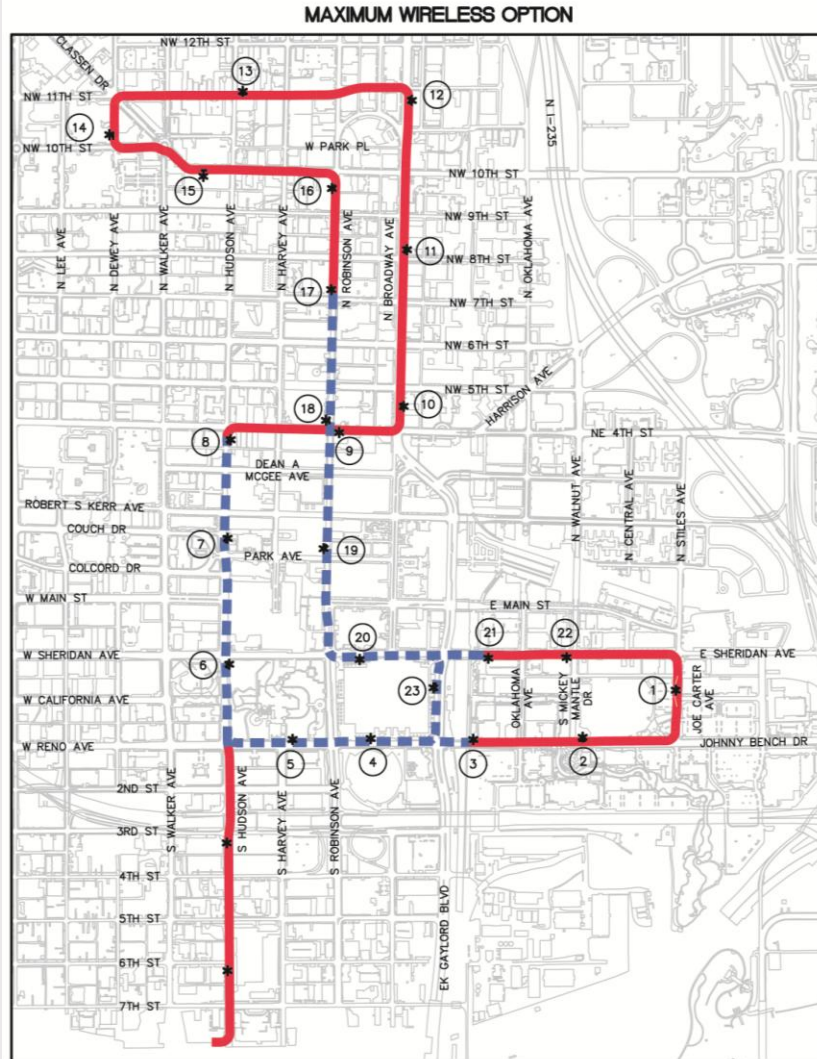 MAXIMUM WIRELESS OPTION
NW 12TH ST
CLASSEN DR
13
NW 11TH ST
12
N I-235
14
NW 10TH ST
W PARK PL
15
16
NW 10TH ST
N LEE AVE
N DEWEY AVE
N WALKER AVE
N HUDSON AVE
N HARVEY AVE
N ROBINSON AVE
N BROADWAY AVE
N OKLAHOMA AVE
NW 9TH ST
11
NW 8TH ST
17
NW 7TH ST
NW 6TH ST
NW 5TH ST
HARRISON AVE
10
18
8
9
NE 4TH ST
DEAN A
MCGEE AVE
N WALNUT AVE
N CENTRAL AVE
N STILES AVE
ROBERT S KERR AVE
COUCH DR
7
PARK AVE
19
COLCORD DR
W MAIN ST
E MAIN ST
20
21
22
W SHERIDAN AVE
E SHERIDAN AVE
6
23
OKLAHOMA
AVE
S MICKEY
MANTLE
DR
1
JOE CARTER
AVE
W CALIFORNIA AVE
W RENO AVE
5
4
3
2
JOHNNY BENCH DR
S WALKER AVE
S HUDSON AVE
S HARVEY AVE
S ROBINSON AVE
2ND ST
3RD ST
4TH ST
5TH ST
EK GAYLORD BLVD
6TH ST
7TH ST